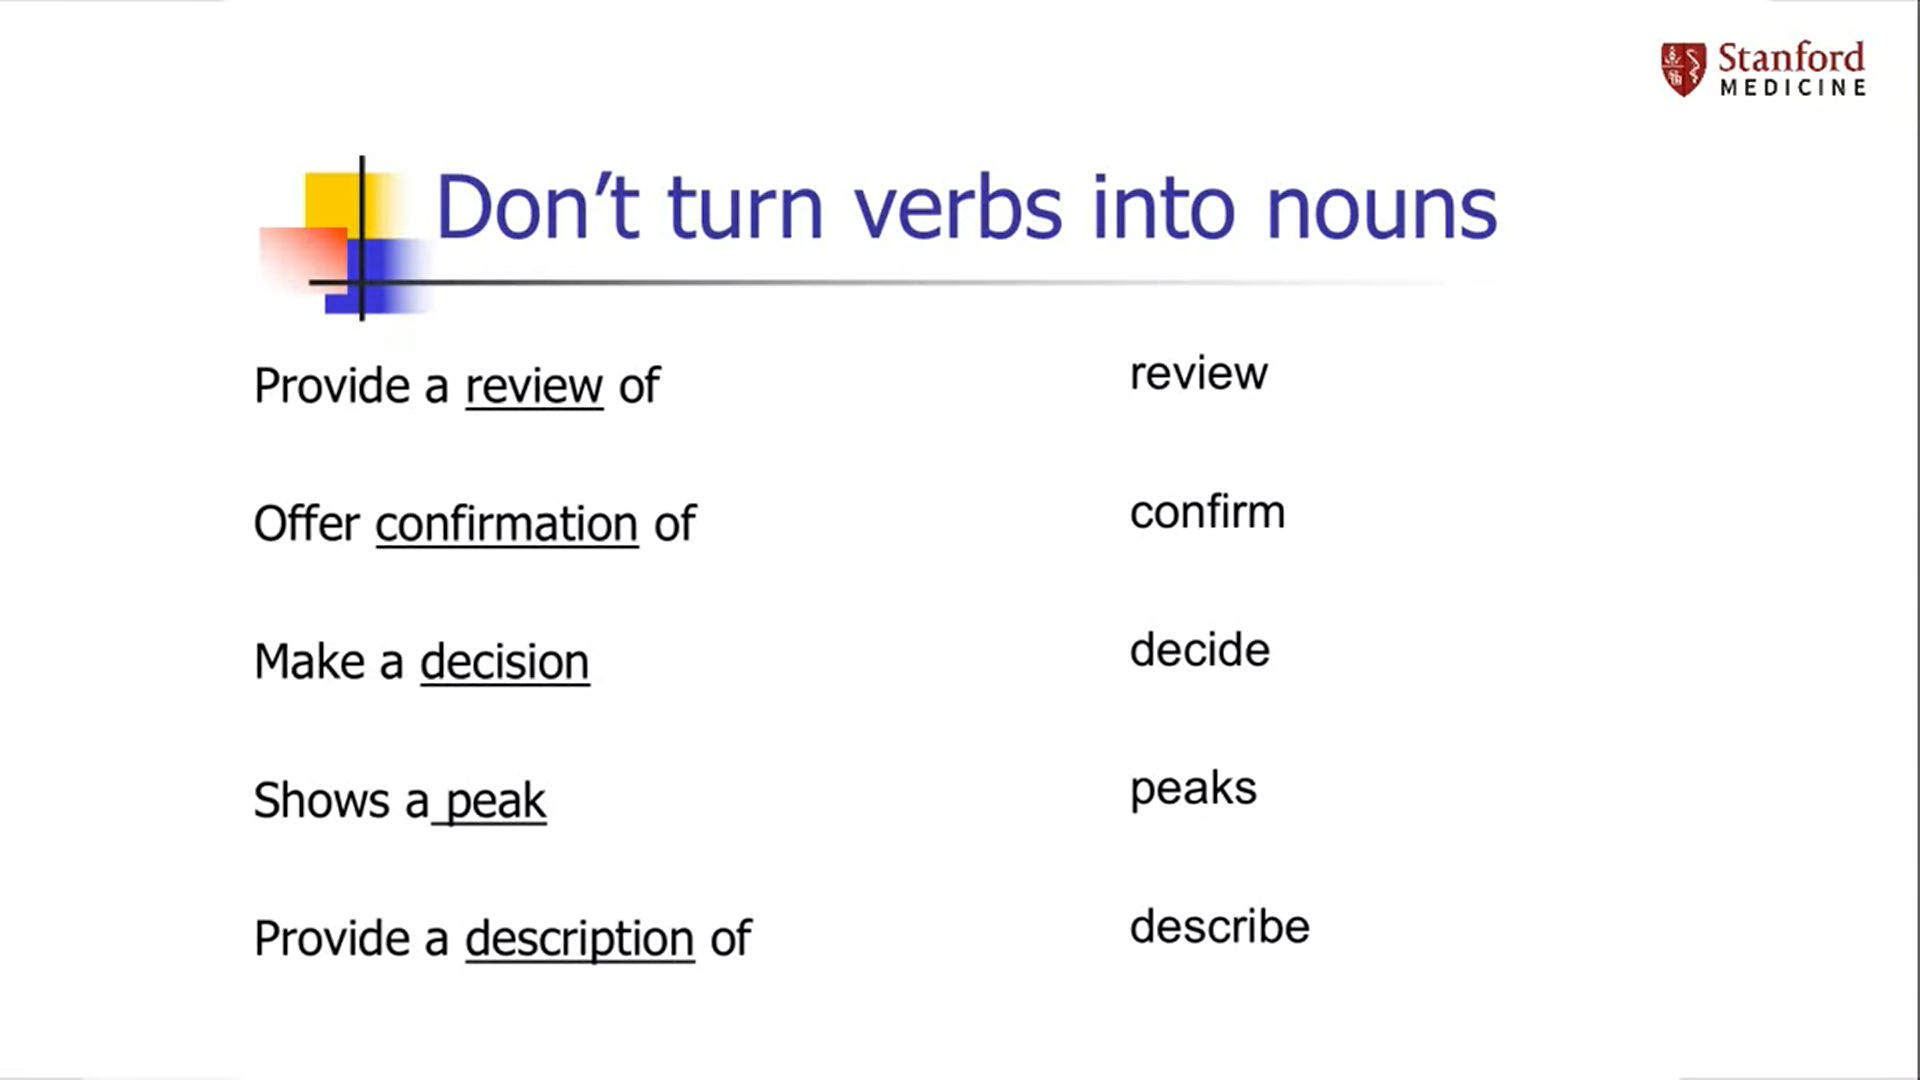 Stanford
MEDICINE
Don’t turn verbs into nouns
Provide a review of
review
Offer confirmation of
confirm
Make a decision
decide
Shows a peak
peaks
Provide a description of
describe